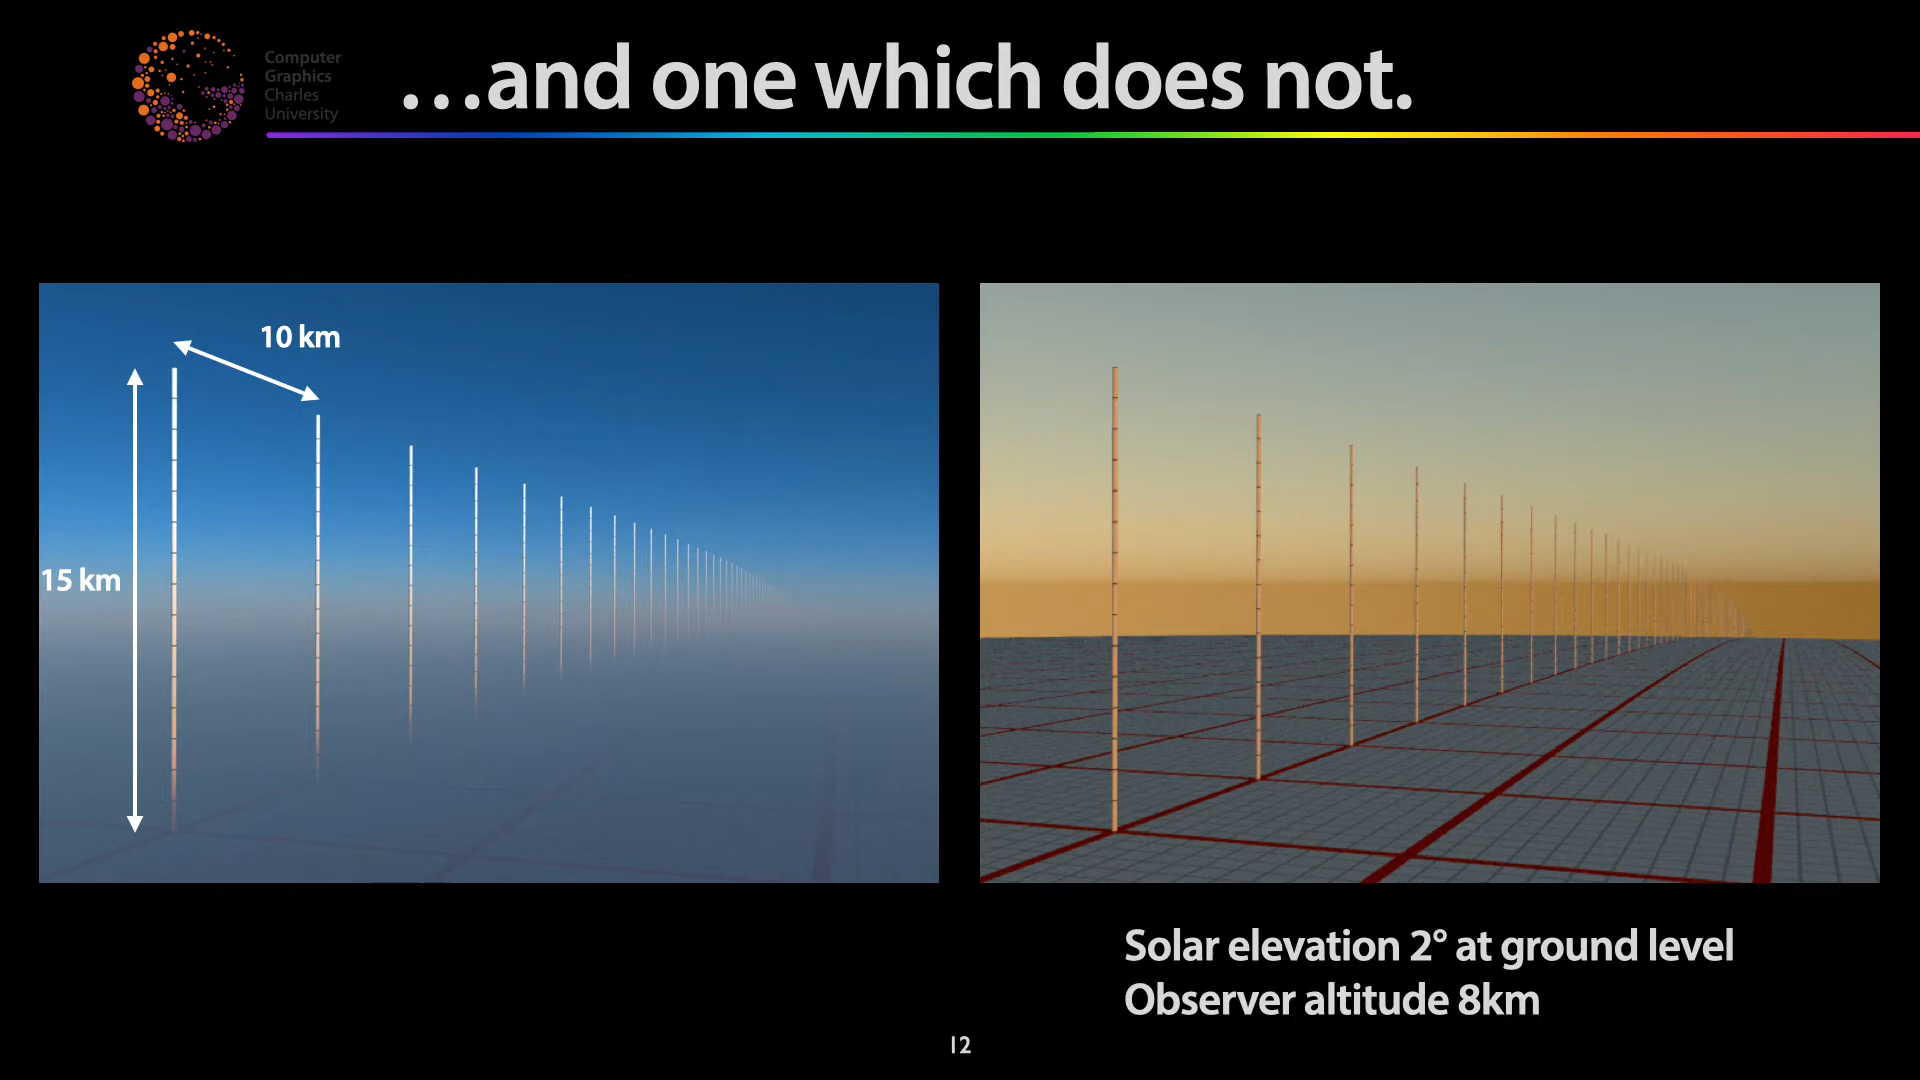 Computer
Graphics
Charles
University
…and one which does not.
10 km
15 km
Solar elevation 2° at ground level
Observer altitude 8km
12